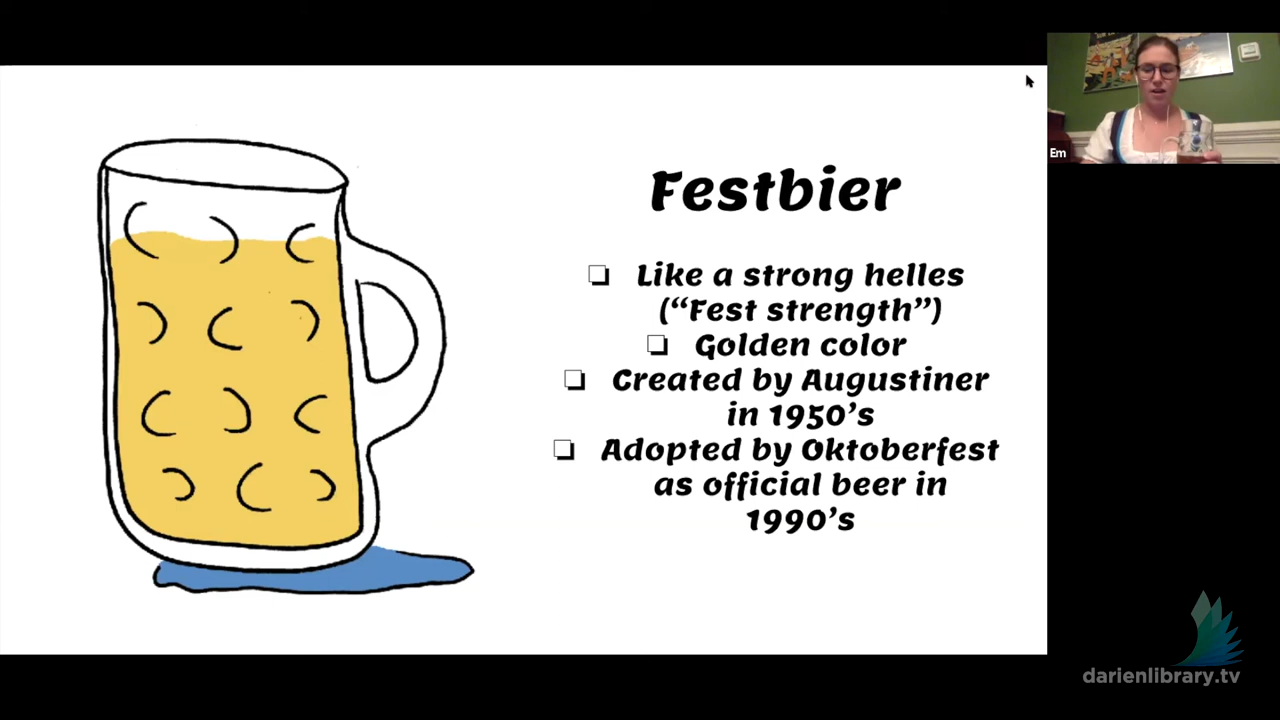 Festbier
❏ Like a strong helles
("Fest strength")
❏ Golden color
❏ Created by Augustiner
in 1950's
❏ Adopted by Oktoberfest
as official beer in
1990's
Em
darienlibrary.tv